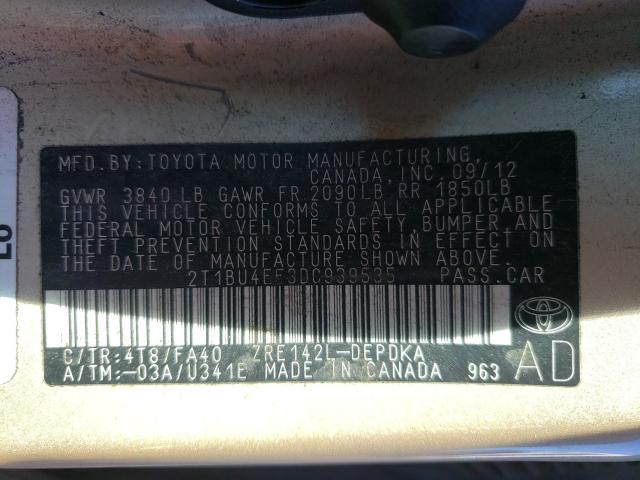 MFD. BY: TOYOTA MOTOR MANUFACTURING,
CANADA, INC. 09/12
GVWR 3840 LB GAWR FR 2090LB RR 1850LB
THIS VEHICLE CONFORMS TO ALL APPLICABLE
FEDERAL MOTOR VEHICLE SAFETY, BUMPER, AND
THEFT PREVENTION STANDARDS IN EFFECT ON
THE DATE OF MANUFACTURE SHOWN ABOVE.
2T1BU4EE3DC939535 PASS. CAR
C/TR: 4T8/FA40 ZRE142L-DEPDKA
A/TM: -03A/U341E MADE IN CANADA 963
AD